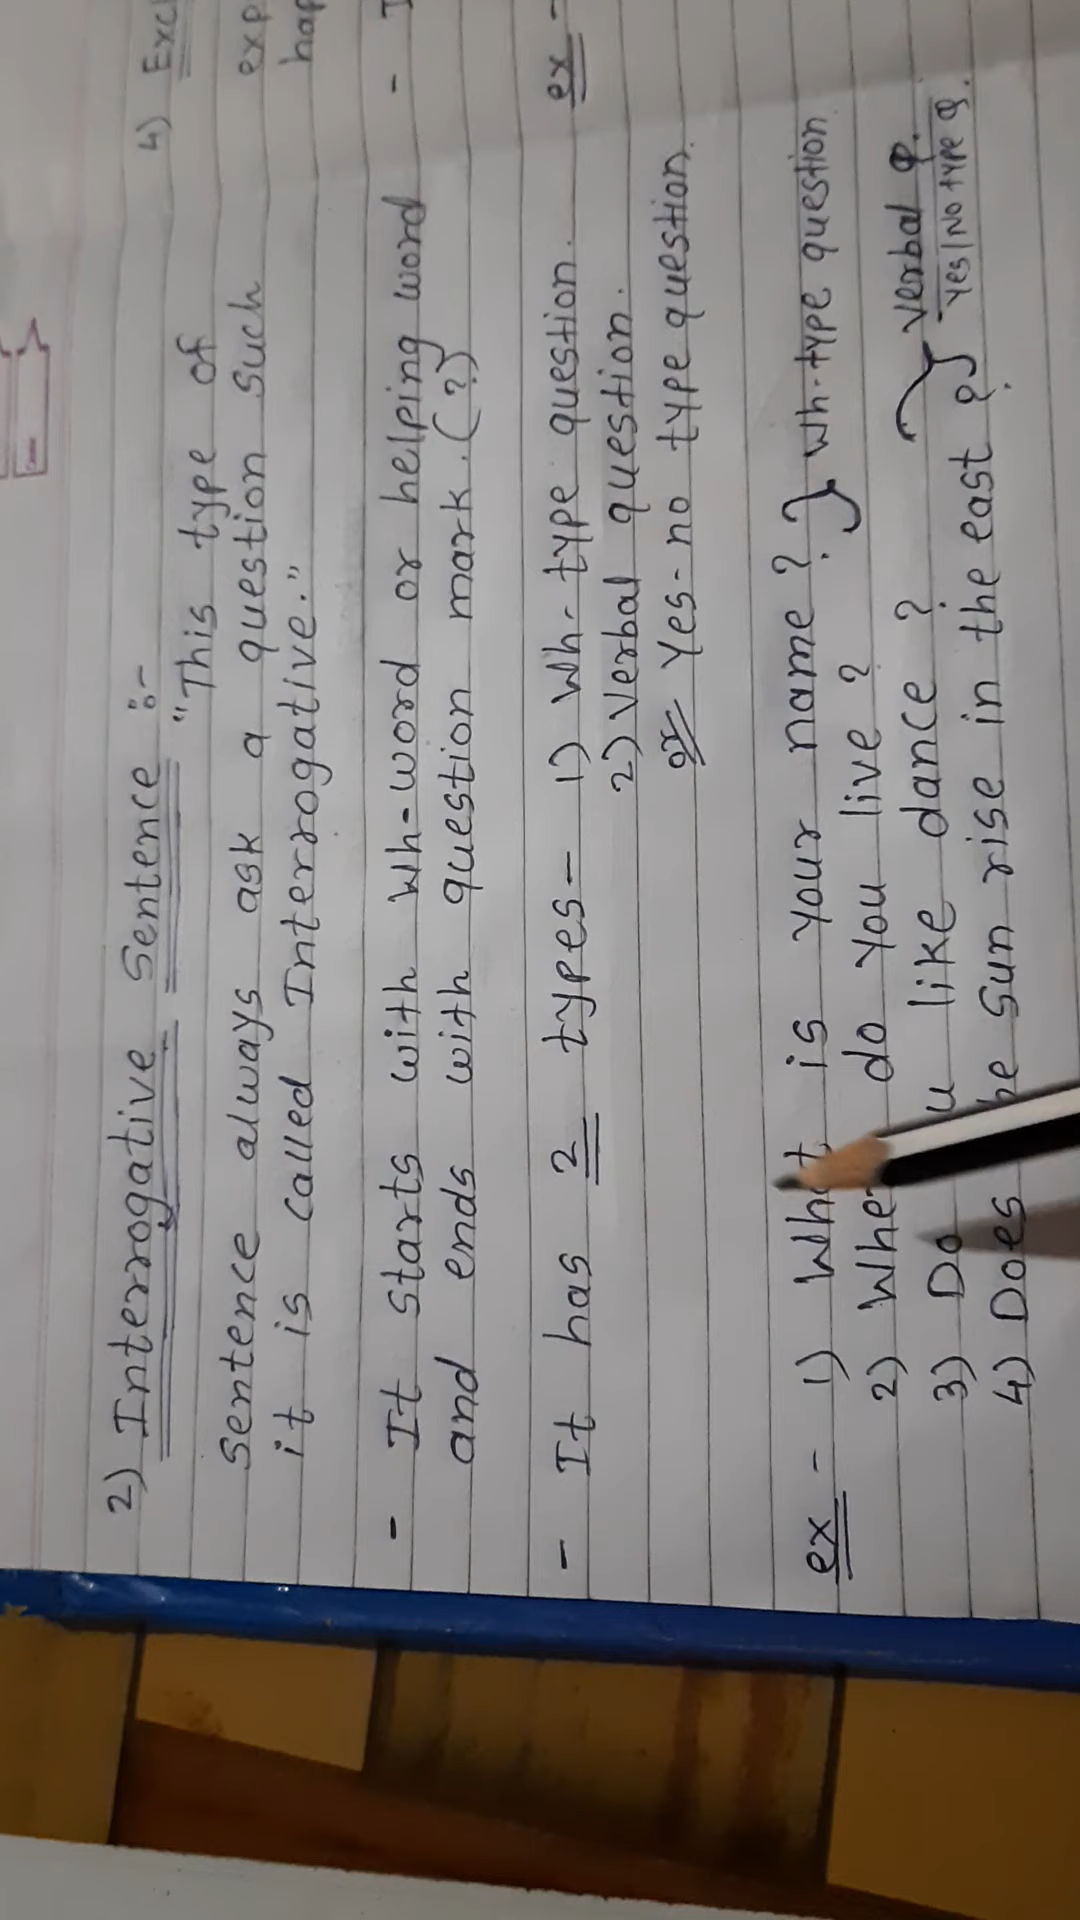 2) Interrogative Sentence :-
"This type of
Sentence always ask a question such
it is called Interrogative."
- It starts with Wh-word or helping word
and ends with question mark. (?)
- It has 2 types - 1) Wh- type question.
2) Verbal question.
or Yes-no type question.
ex - 1) What is your name ? } Wh-type question
2) Whe do you live ?
3) Do u like dance ? } Verbal Q.
4) Does he sun rise in the east ? Yes/No type Q.
4) Excl
exp
hap
- I
ex -